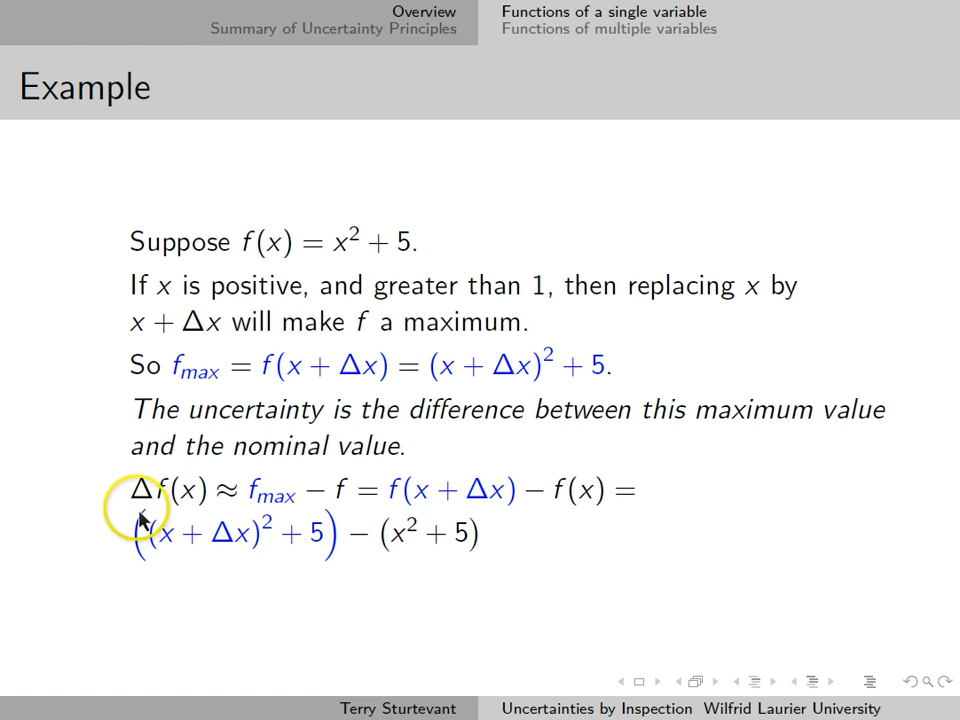 Overview
Summary of Uncertainty Principles
Functions of a single variable
Functions of multiple variables
Example
Suppose f(x) = x² + 5.
If x is positive, and greater than 1, then replacing x by
x + Δx will make f a maximum.
So fₘₐₓ = f(x + Δx) = (x + Δx)² + 5.
The uncertainty is the difference between this maximum value
and the nominal value.
Δf(x) ≈ fₘₐₓ − f = f(x + Δx) − f(x) =
((x + Δx)² + 5) − (x² + 5)
Terry Sturtevant
Uncertainties by Inspection Wilfrid Laurier University